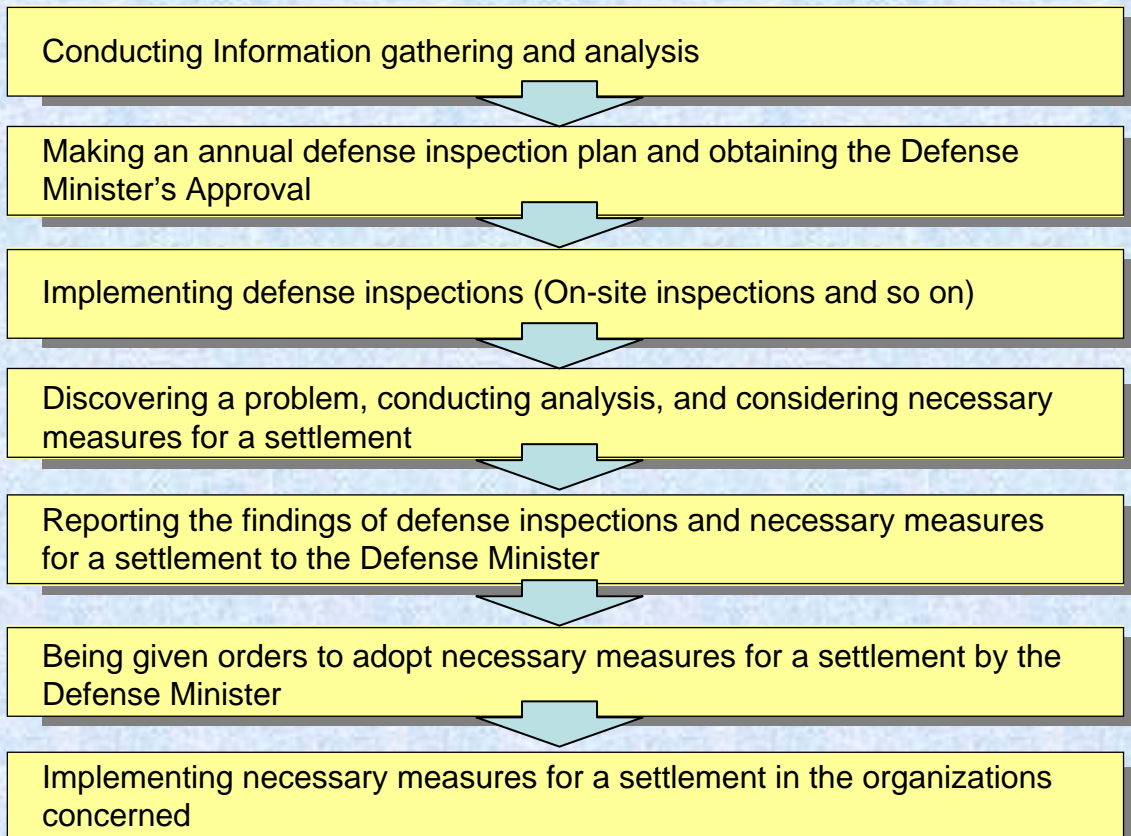 Conducting Information gathering and analysis
Making an annual defense inspection plan and obtaining the Defense
Minister’s Approval
Implementing defense inspections (On-site inspections and so on)
Discovering a problem, conducting analysis, and considering necessary
measures for a settlement
Reporting the findings of defense inspections and necessary measures
for a settlement to the Defense Minister
Being given orders to adopt necessary measures for a settlement by the
Defense Minister
Implementing necessary measures for a settlement in the organizations
concerned